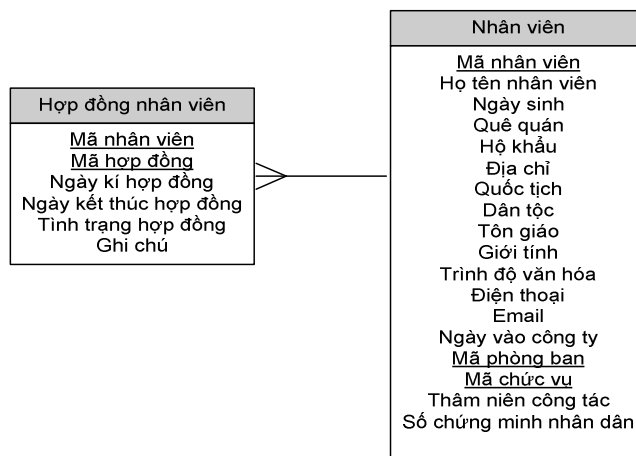 Hợp đồng nhân viên
Mã nhân viên
Mã hợp đồng
Ngày kí hợp đồng
Ngày kết thúc hợp đồng
Tình trạng hợp đồng
Ghi chú
Nhân viên
Mã nhân viên
Họ tên nhân viên
Ngày sinh
Quê quán
Hộ khẩu
Địa chỉ
Quốc tịch
Dân tộc
Tôn giáo
Giới tính
Trình độ văn hóa
Điện thoại
Email
Ngày vào công ty
Mã phòng ban
Mã chức vụ
Thâm niên công tác
Số chứng minh nhân dân